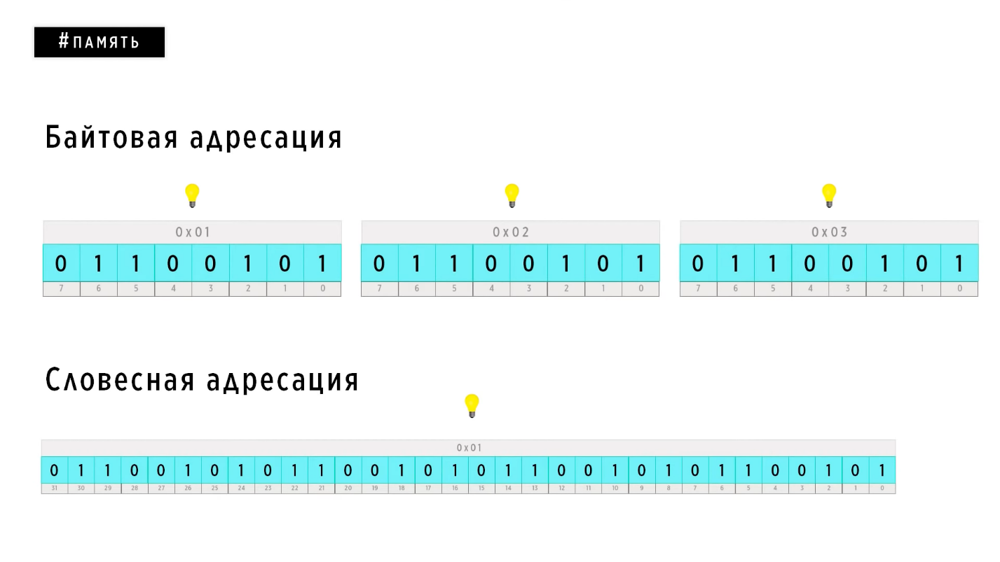 #ПАМЯТЬ
Байтовая адресация
0x01 0x02 0x03
0 1 1 0 0 1 0 1 0 1 1 0 0 1 0 1 0 1 1 0 0 1 0 1
7 6 5 4 3 2 1 0 7 6 5 4 3 2 1 0 7 6 5 4 3 2 1 0
Словесная адресация
0x01
0 1 1 0 0 1 0 1 0 1 1 0 0 1 0 1 0 1 1 0 0 1 0 1 0 1 1 0 0 1 0 1
31 30 29 28 27 26 25 24 23 22 21 20 19 18 17 16 15 14 13 12 11 10 9 8 7 6 5 4 3 2 1 0